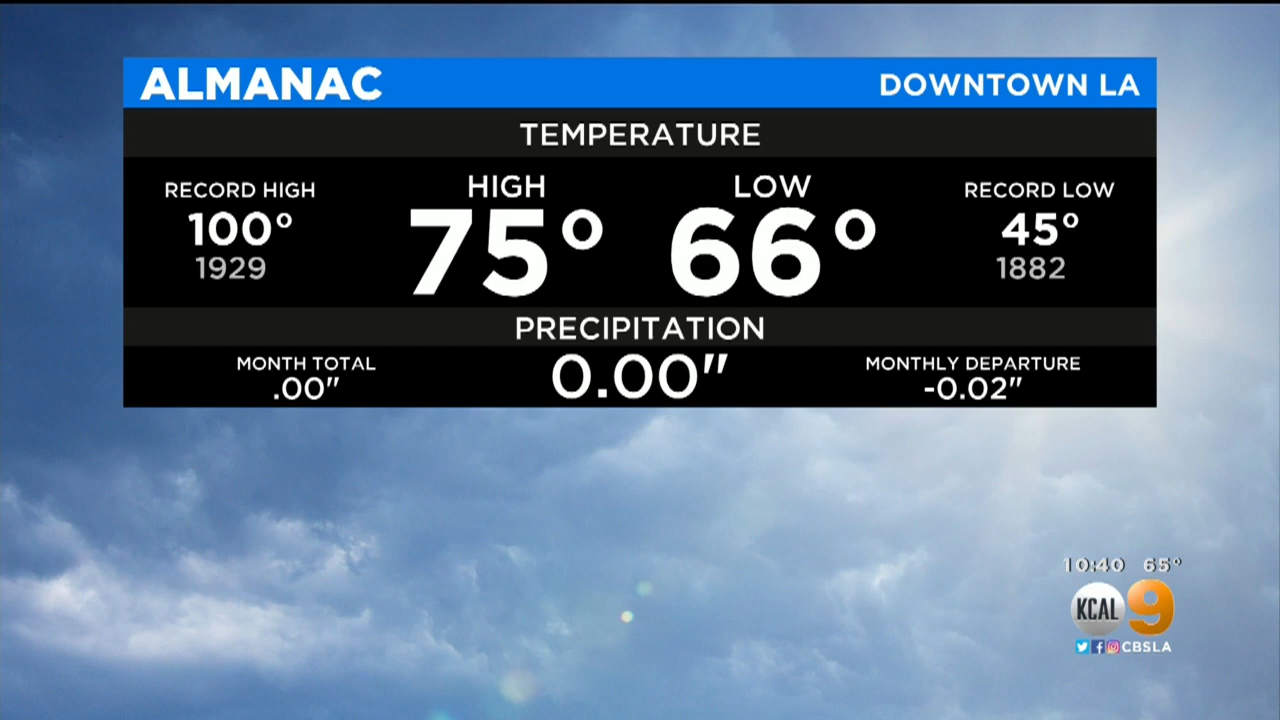 ALMANAC
DOWNTOWN LA
TEMPERATURE
RECORD HIGH
100°
1929
HIGH
75°
LOW
66°
RECORD LOW
45°
1882
PRECIPITATION
MONTH TOTAL
.00"
0.00"
MONTHLY DEPARTURE
-0.02"
10:40 65°
KCAL 9
CBSLA